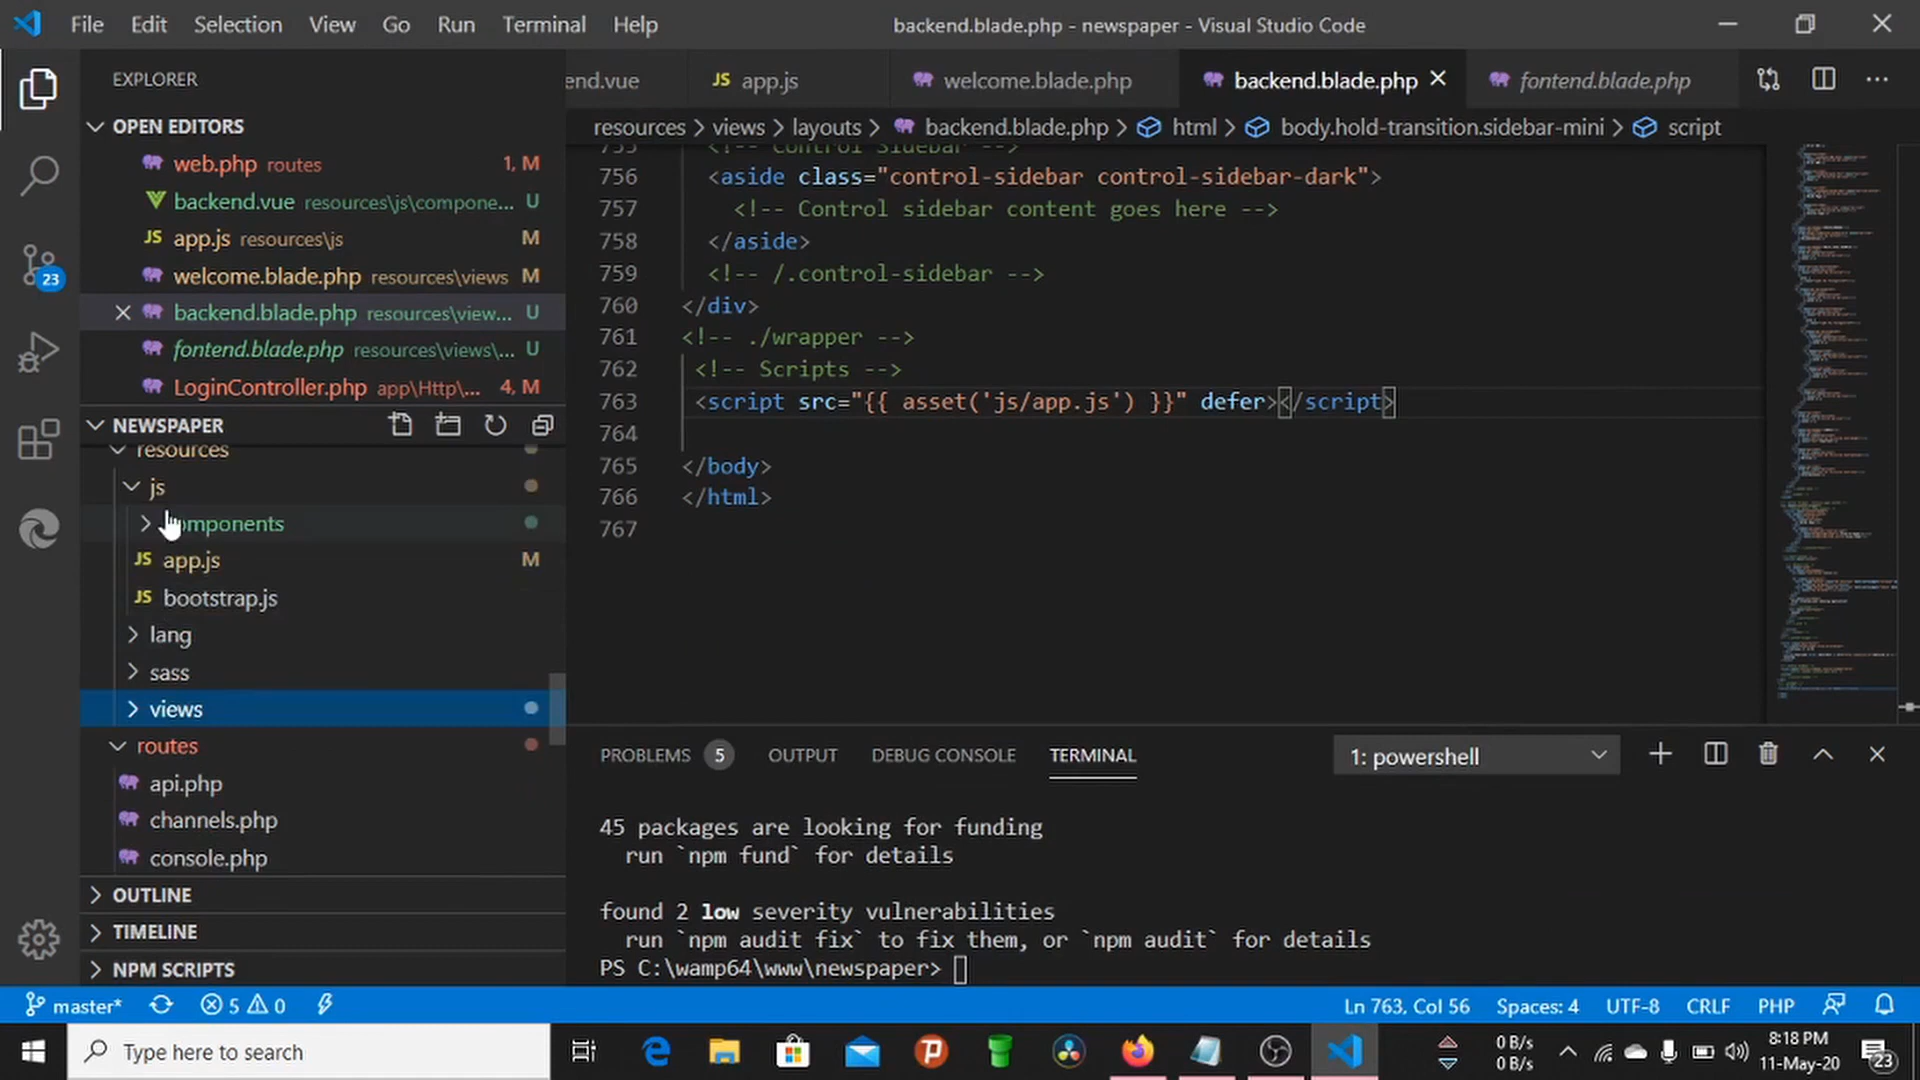 File Edit Selection View Go Run Terminal Help
backend.blade.php - newspaper - Visual Studio Code
EXPLORER
OPEN EDITORS
web.php routes 1, M
backend.vue resources\js\compone... U
app.js resources\js M
welcome.blade.php resources\views M
backend.blade.php resources\view... U
fontend.blade.php resources\views\... U
LoginController.php app\Http\... 4, M
NEWSPAPER
resources
js
components
app.js M
bootstrap.js
lang
sass
views
routes
api.php
channels.php
console.php
OUTLINE
TIMELINE
NPM SCRIPTS
23
end.vue
JS app.js
welcome.blade.php
backend.blade.php
fontend.blade.php
resources > views > layouts > backend.blade.php > html > body.hold-transition.sidebar-mini > script
755 <!-- Control Sidebar -->
756 <aside class="control-sidebar control-sidebar-dark">
757 <!-- Control sidebar content goes here -->
758 </aside>
759 <!-- /.control-sidebar -->
760 </div>
761 <!-- ./wrapper -->
762 <!-- Scripts -->
763 <script src="{{ asset('js/app.js') }}" defer></script>
764
765 </body>
766 </html>
767
PROBLEMS 5 OUTPUT DEBUG CONSOLE TERMINAL 1: powershell
45 packages are looking for funding
run `npm fund` for details
found 2 low severity vulnerabilities
run `npm audit fix` to fix them, or `npm audit` for details
PS C:\wamp64\www\newspaper>
master* 5 0 Ln 763, Col 56 Spaces: 4 UTF-8 CRLF PHP
Type here to search
0 B/s
0 B/s
8:18 PM
11-May-20
23